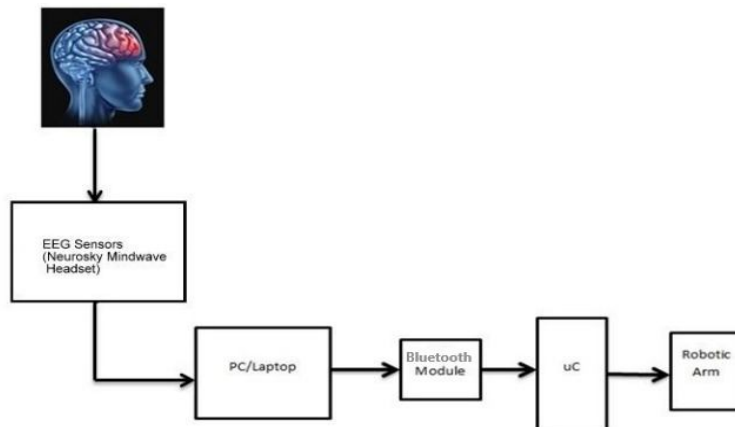 EEG Sensors
(Neurosky Mindwave
Headset)
PC/Laptop
Bluetooth
Module
uC
Robotic
Arm